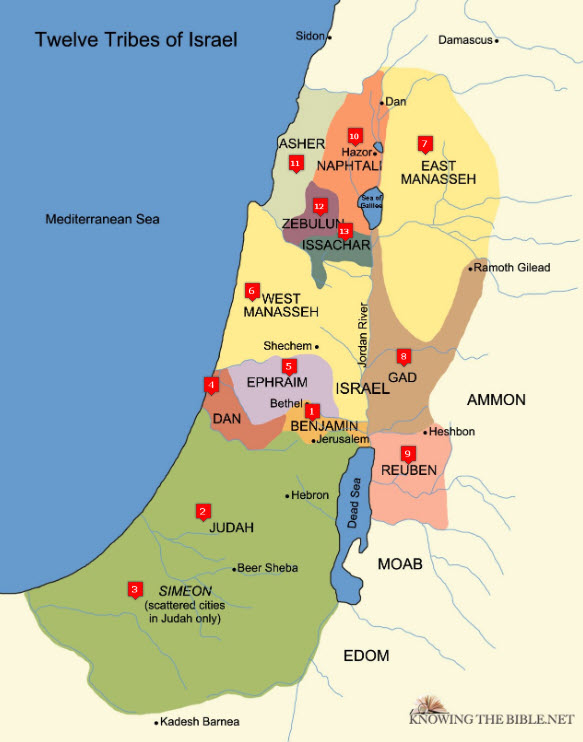 Twelve Tribes of Israel
Sidon
Damascus
Dan
10
7
ASHER
Hazor
11
NAPHTALI
EAST
MANASSEH
12
Sea of
Galilee
ZEBULUN
13
ISSACHAR
Mediterranean Sea
Ramoth Gilead
6
WEST
MANASSEH
Jordan River
Shechem
8
5
GAD
4
EPHRAIM
ISRAEL
AMMON
Bethel
1
DAN
BENJAMIN
Jerusalem
Heshbon
9
REUBEN
Dead Sea
Hebron
2
JUDAH
MOAB
Beer Sheba
3
SIMEON
(scattered cities
in Judah only)
EDOM
Kadesh Barnea
KNOWING THE BIBLE.NET